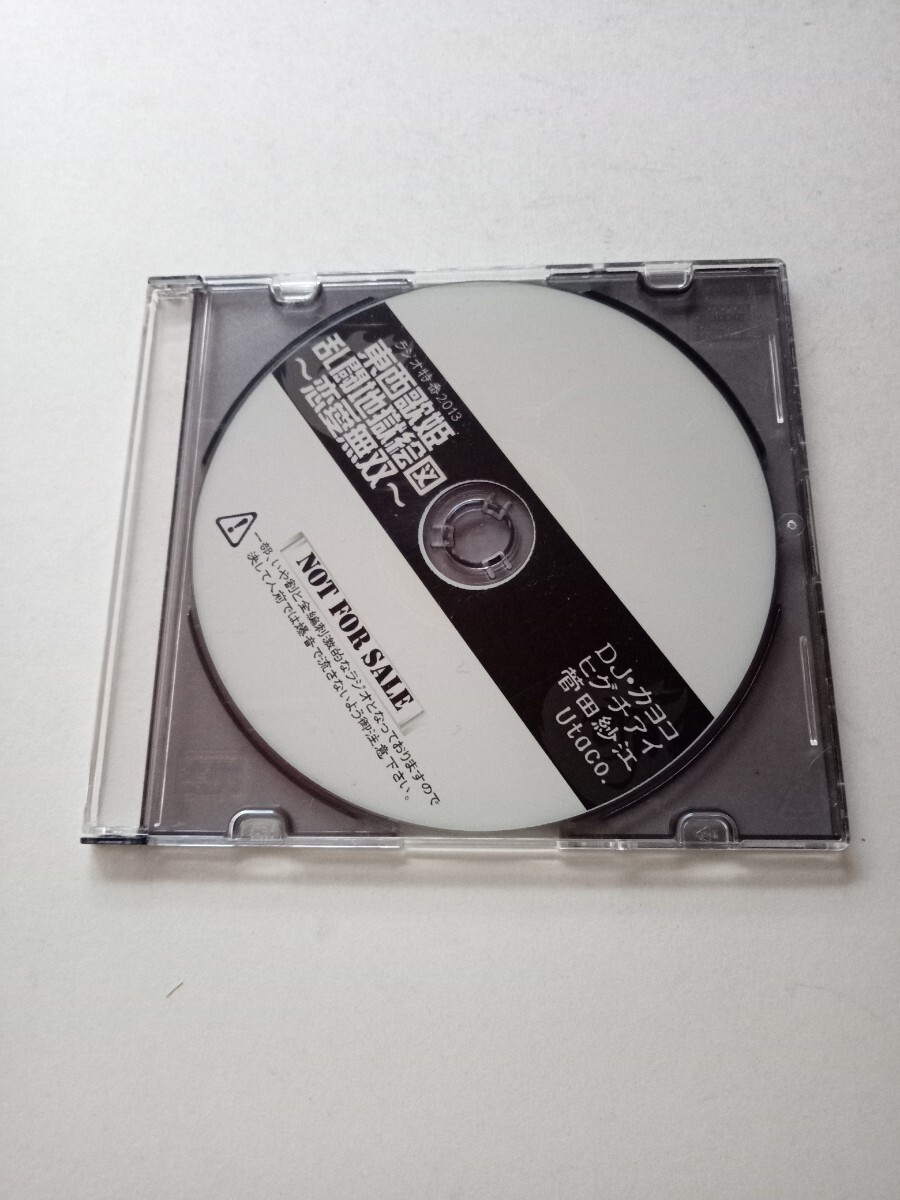 ラジオ特番2013
東西歌姫
乱闘地獄絵図
～恋愛無双～
NOT FOR SALE
一部、いや割と全編刺激的なラジオとなっておりますので
決して人前では爆音で流さないよう御注意下さい。
DJ・カヨコ
ヒグチアイ
菅田紗江
Utaco.